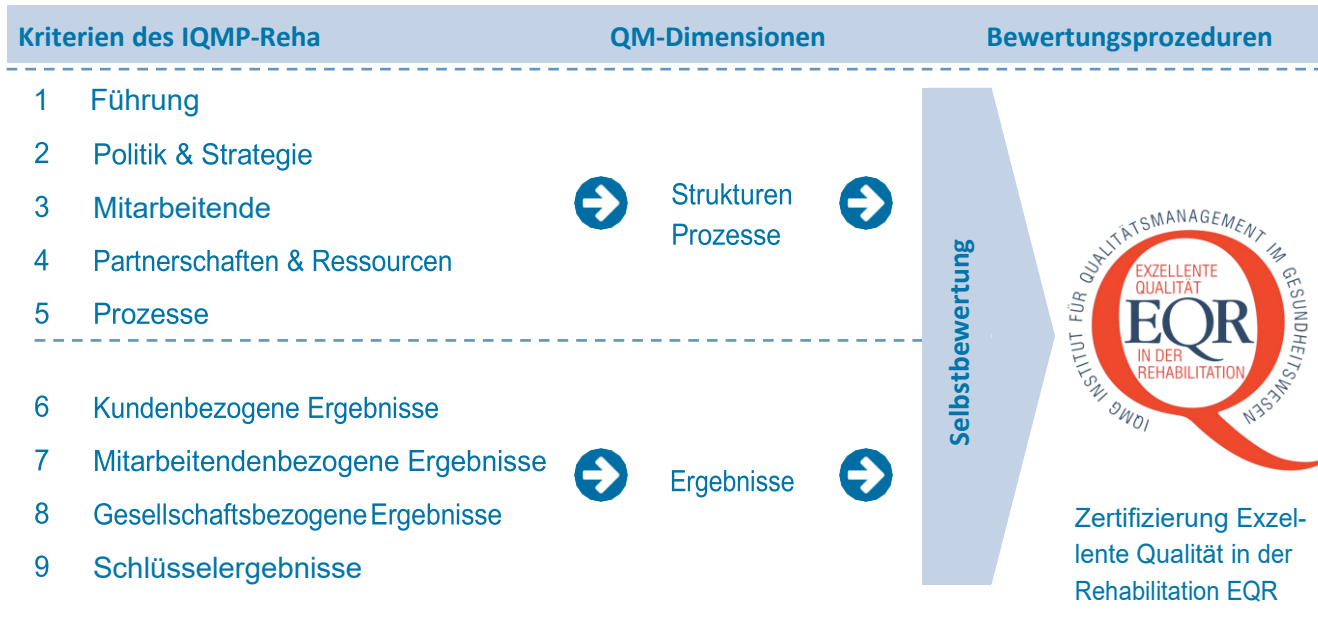 Kriterien des IQMP-Reha
QM-Dimensionen
Bewertungsprozeduren
1 Führung
2 Politik & Strategie
3 Mitarbeitende
4 Partnerschaften & Ressourcen
5 Prozesse
Strukturen
Prozesse
6 Kundenbezogene Ergebnisse
7 Mitarbeitendenbezogene Ergebnisse
8 Gesellschaftsbezogene Ergebnisse
9 Schlüsselergebnisse
Ergebnisse
Selbstbewertung
IQMG INSTITUT FÜR QUALITÄTSMANAGEMENT IM GESUNDHEITSWESEN
EXZELLENTE
QUALITÄT
EQR
IN DER
REHABILITATION
Zertifizierung Exzel-
lente Qualität in der
Rehabilitation EQR